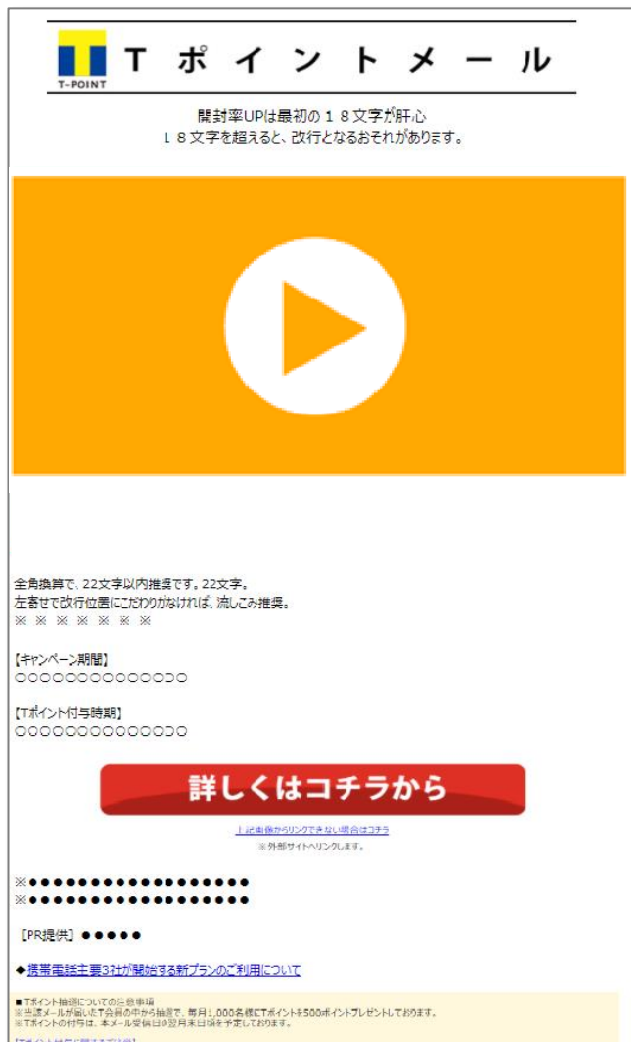 T-POINT
Tポイントメール
開封率UPは最初の18文字が肝心
18文字を超えると、改行となるおそれがあります。
全角換算で、22文字以内推奨です。22文字。
左寄せで改行位置にこだわりがなければ、流しこみ推奨。
※ ※ ※ ※ ※ ※ ※
【キャンペーン期間】
○○○○○○○○○○○○○○
【Tポイント付与時期】
○○○○○○○○○○○○○○
詳しくはコチラから
上記画像からリンクできない場合はコチラ
※外部サイトへリンクします。
※●●●●●●●●●●●●●●●●●●
※●●●●●●●●●●●●●●●●●●
[PR提供] ●●●●●
◆携帯電話主要3社が開始する新プランのご利用について
■Tポイント抽選についての注意事項
※当該メールが届いたT会員の中から抽選で、毎月1,000名様にTポイントを500ポイントプレゼントしております。
※Tポイントの付与は、本メール受信日の翌月末日頃を予定しております。